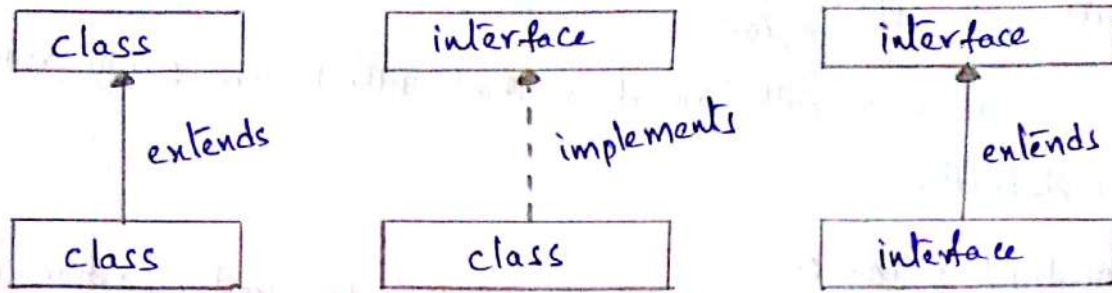 class interface interface
extends implements extends
class class interface